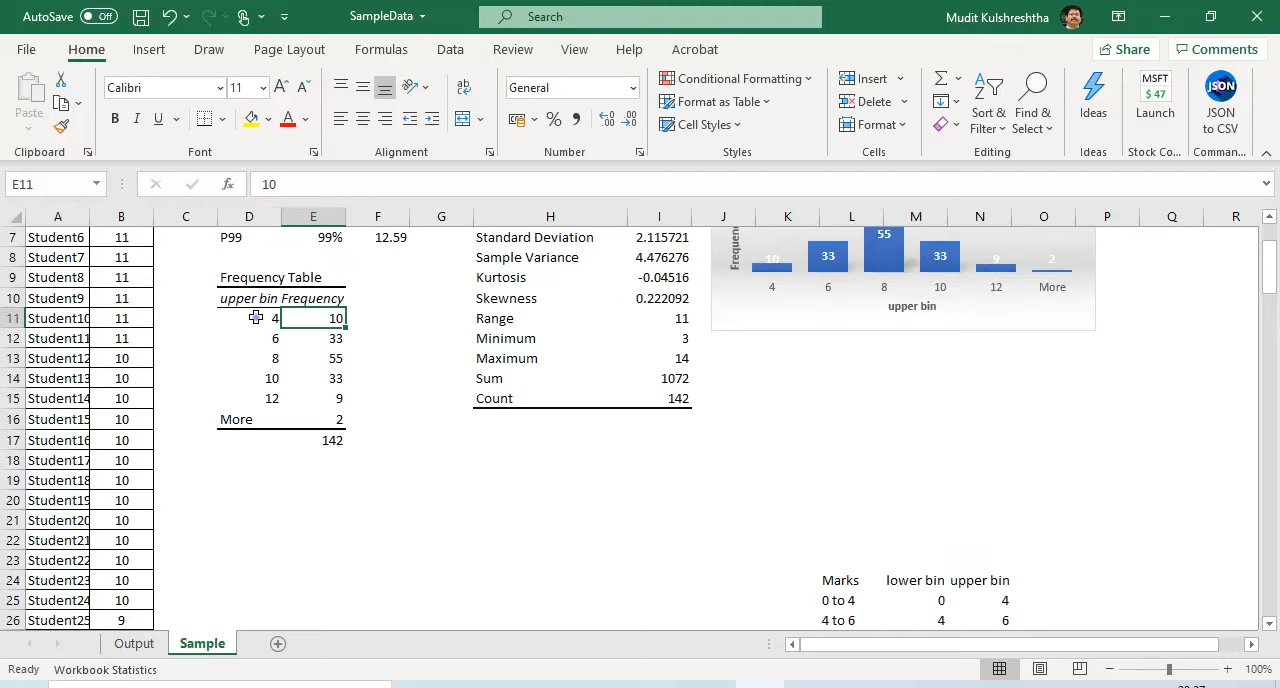 AutoSave Off SampleData Search Mudit Kulshreshtha
File Home Insert Draw Page Layout Formulas Data Review View Help Acrobat Share Comments
Paste Calibri 11 General Conditional Formatting Format as Table Cell Styles Insert Delete Format Sort & Filter Find & Select Ideas MSFT $ 47 Launch JSON JSON to CSV
Clipboard Font Alignment Number Styles Cells Editing Ideas Stock Co... Comman...
E11 fx 10
A B C D E F G H I J K L M N O P Q R
7 Student6 11 P99 99% 12.59 Standard Deviation 2.115721 Frequen 10 33 55 33 9 2
8 Student7 11 Sample Variance 4.476276
9 Student8 11 Frequency Table Kurtosis -0.04516 4 6 8 10 12 More
10 Student9 11 upper bin Frequency Skewness 0.222092 upper bin
11 Student10 11 4 10 Range 11
12 Student11 11 6 33 Minimum 3
13 Student12 10 8 55 Maximum 14
14 Student13 10 10 33 Sum 1072
15 Student14 10 12 9 Count 142
16 Student15 10 More 2
17 Student16 10 142
18 Student17 10
19 Student18 10
20 Student19 10
21 Student20 10
22 Student21 10
23 Student22 10
24 Student23 10 Marks lower bin upper bin
25 Student24 10 0 to 4 0 4
26 Student25 9 4 to 6 4 6
Output Sample
Ready Workbook Statistics 100%